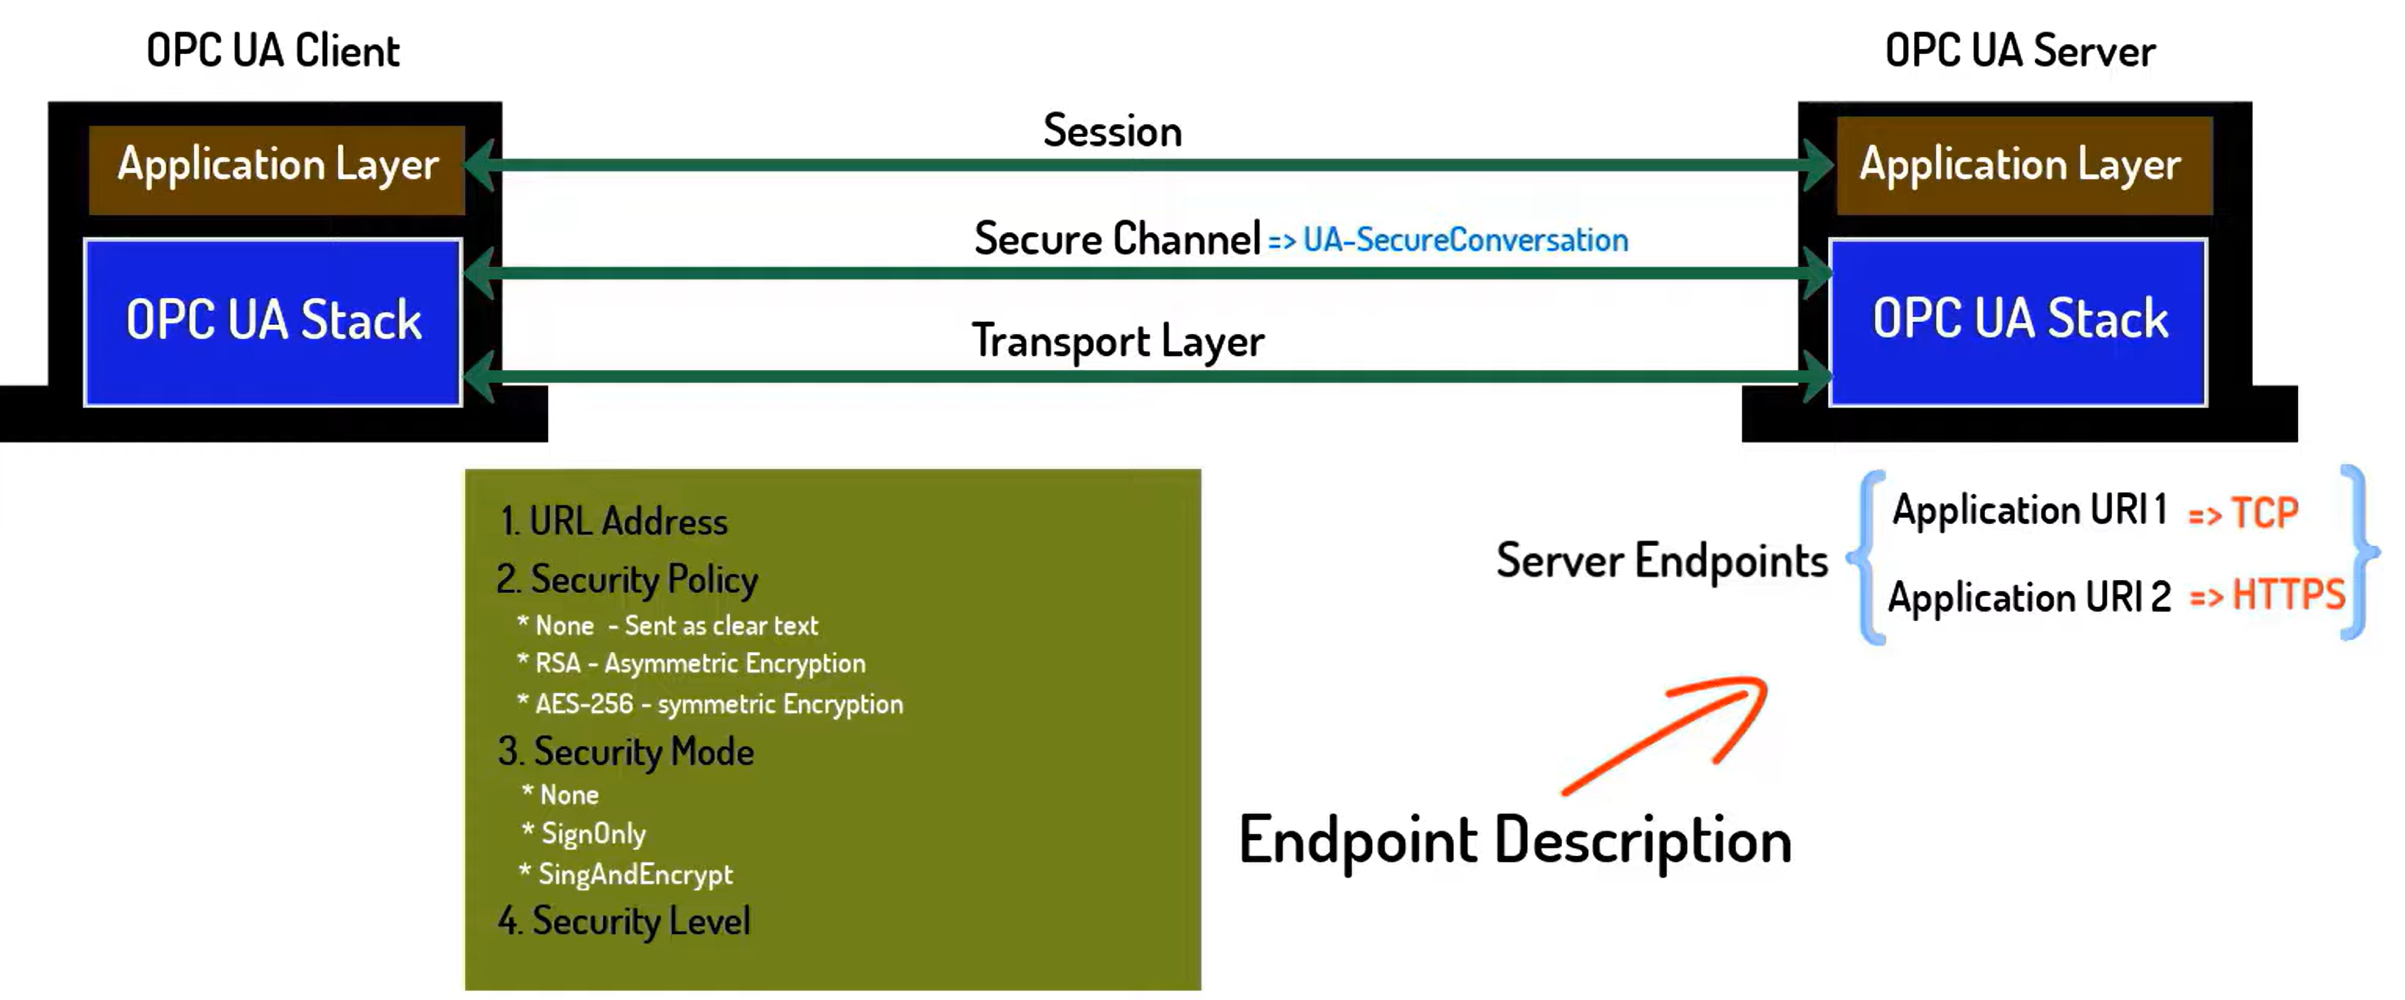 OPC UA Client
OPC UA Server
Application Layer
Session
Application Layer
Secure Channel => UA-SecureConversation
OPC UA Stack
OPC UA Stack
Transport Layer
1. URL Address
2. Security Policy
* None - Sent as clear text
* RSA - Asymmetric Encryption
* AES-256 - symmetric Encryption
3. Security Mode
* None
* SignOnly
* SingAndEncrypt
4. Security Level
Server Endpoints
Application URI 1 => TCP
Application URI 2 => HTTPS
Endpoint Description